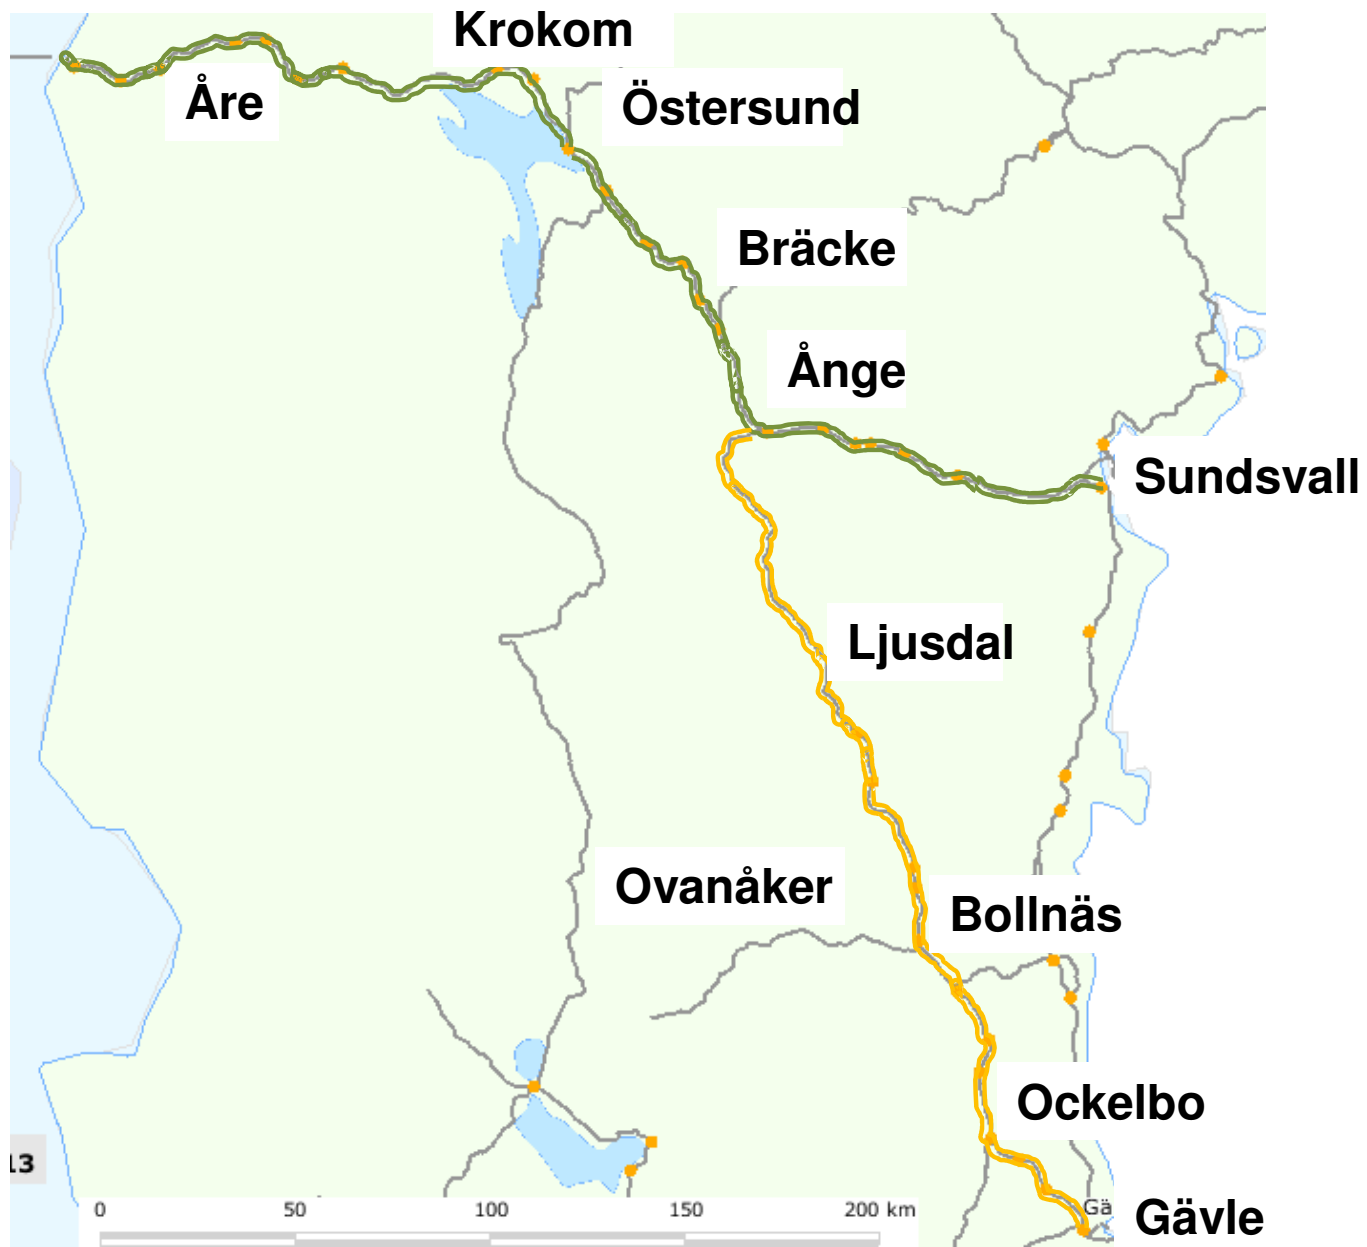 Krokom
Åre
Östersund
Bräcke
Ånge
Sundsvall
Ljusdal
Ovanåker
Bollnäs
Ockelbo
13
0 50 100 150 200 km
Gä
Gävle